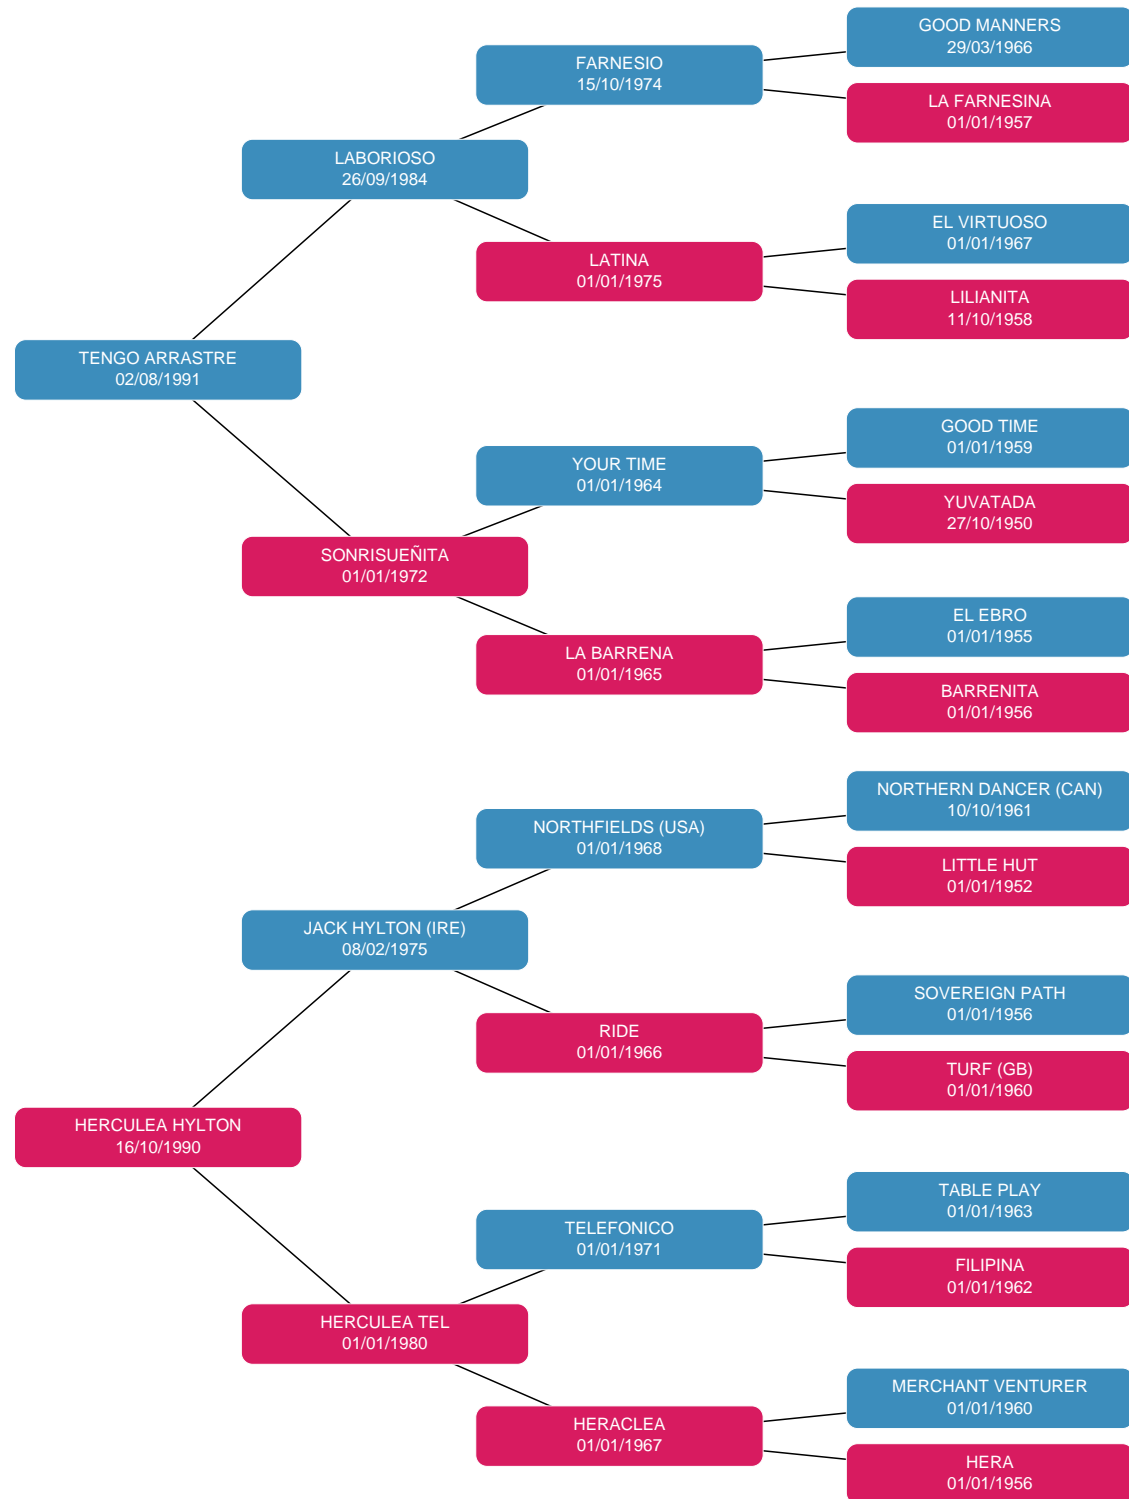 GOOD MANNERS
29/03/1966
FARNESIO
15/10/1974
LA FARNESINA
01/01/1957
LABORIOSO
26/09/1984
EL VIRTUOSO
01/01/1967
LATINA
01/01/1975
LILIANITA
11/10/1958
TENGO ARRASTRE
02/08/1991
GOOD TIME
01/01/1959
YOUR TIME
01/01/1964
YUVATADA
27/10/1950
SONRISUEÑITA
01/01/1972
EL EBRO
01/01/1955
LA BARRENA
01/01/1965
BARRENITA
01/01/1956
NORTHERN DANCER (CAN)
10/10/1961
NORTHFIELDS (USA)
01/01/1968
LITTLE HUT
01/01/1952
JACK HYLTON (IRE)
08/02/1975
SOVEREIGN PATH
01/01/1956
RIDE
01/01/1966
TURF (GB)
01/01/1960
HERCULEA HYLTON
16/10/1990
TABLE PLAY
01/01/1963
TELEFONICO
01/01/1971
FILIPINA
01/01/1962
HERCULEA TEL
01/01/1980
MERCHANT VENTURER
01/01/1960
HERACLEA
01/01/1967
HERA
01/01/1956